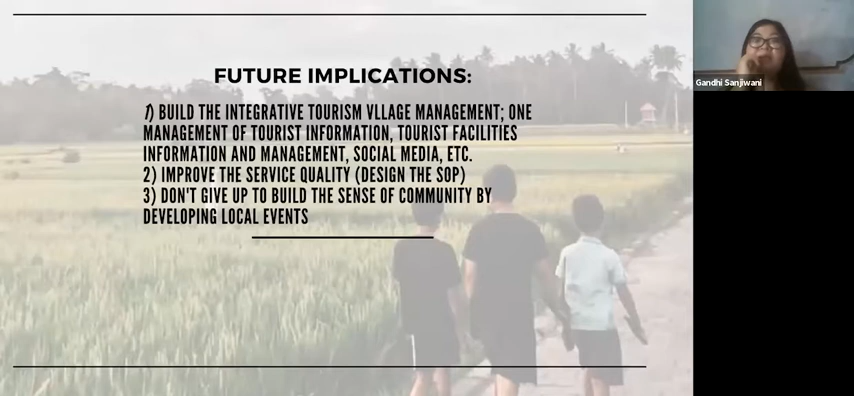 FUTURE IMPLICATIONS:
1) BUILD THE INTEGRATIVE TOURISM VLLAGE MANAGEMENT; ONE
MANAGEMENT OF TOURIST INFORMATION, TOURIST FACILITIES
INFORMATION AND MANAGEMENT, SOCIAL MEDIA, ETC.
2) IMPROVE THE SERVICE QUALITY (DESIGN THE SOP)
3) DON'T GIVE UP TO BUILD THE SENSE OF COMMUNITY BY
DEVELOPING LOCAL EVENTS
Gandhi Sanjiwani